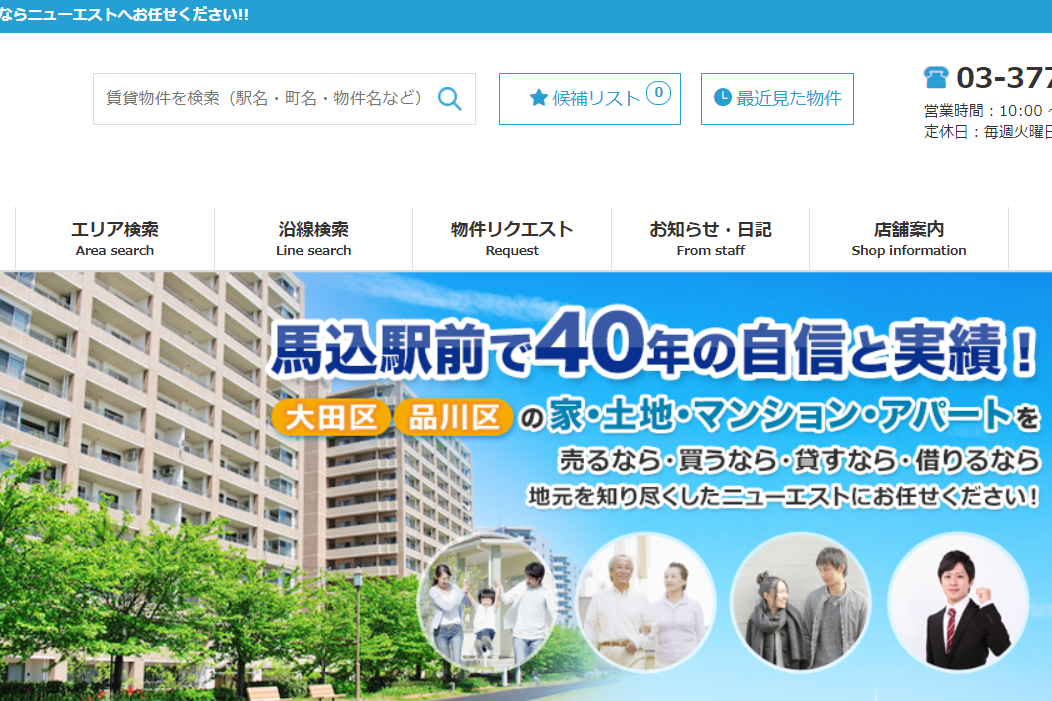 ならニューエストへお任せください!!
賃貸物件を検索（駅名・町名・物件名など）
候補リスト 0
最近見た物件
03-377
営業時間：10:00 ～
定休日：毎週火曜日
エリア検索
Area search
沿線検索
Line search
物件リクエスト
Request
お知らせ・日記
From staff
店舗案内
Shop information
馬込駅前で40年の自信と実績！
大田区 品川区 の 家・土地・マンション・アパートを
売るなら・買うなら・貸すなら・借りるなら
地元を知り尽くしたニューエストにお任せください！